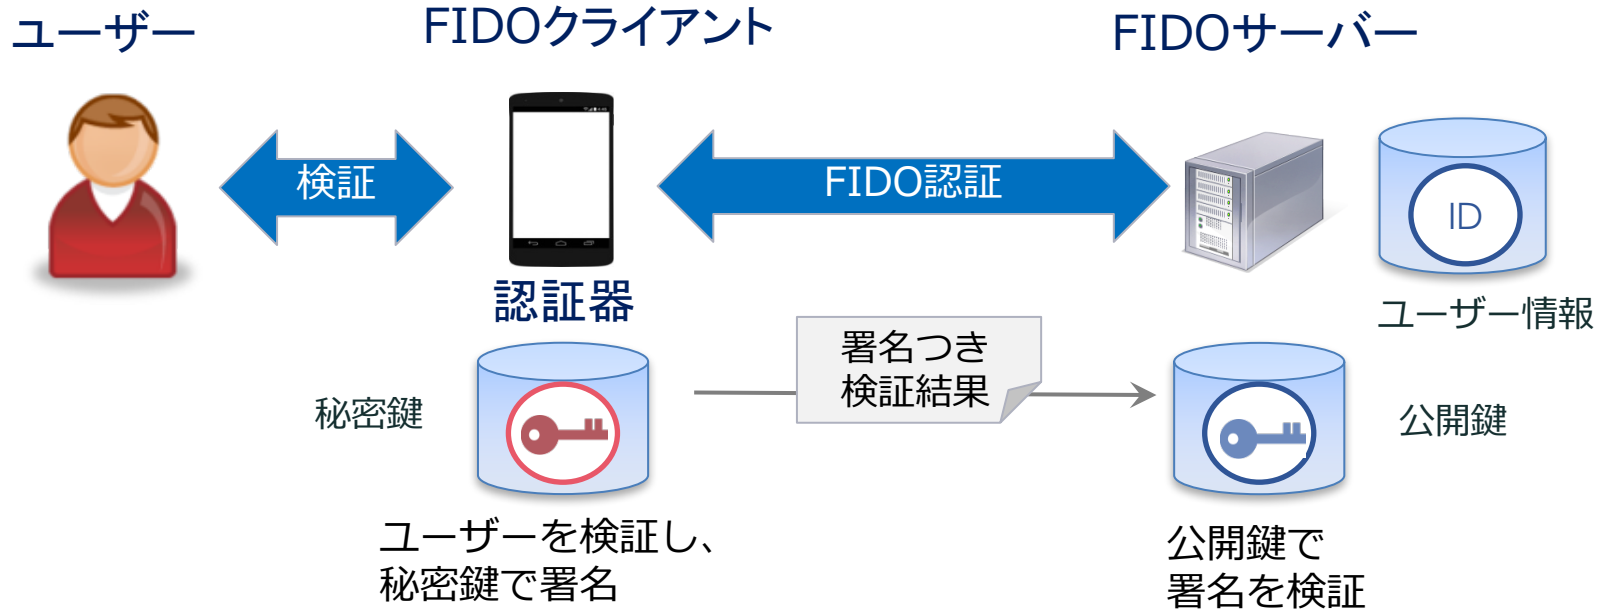 ユーザー
FIDOクライアント
FIDOサーバー
検証
FIDO認証
ID
認証器
ユーザー情報
署名つき
検証結果
秘密鍵
公開鍵
ユーザーを検証し、
秘密鍵で署名
公開鍵で
署名を検証